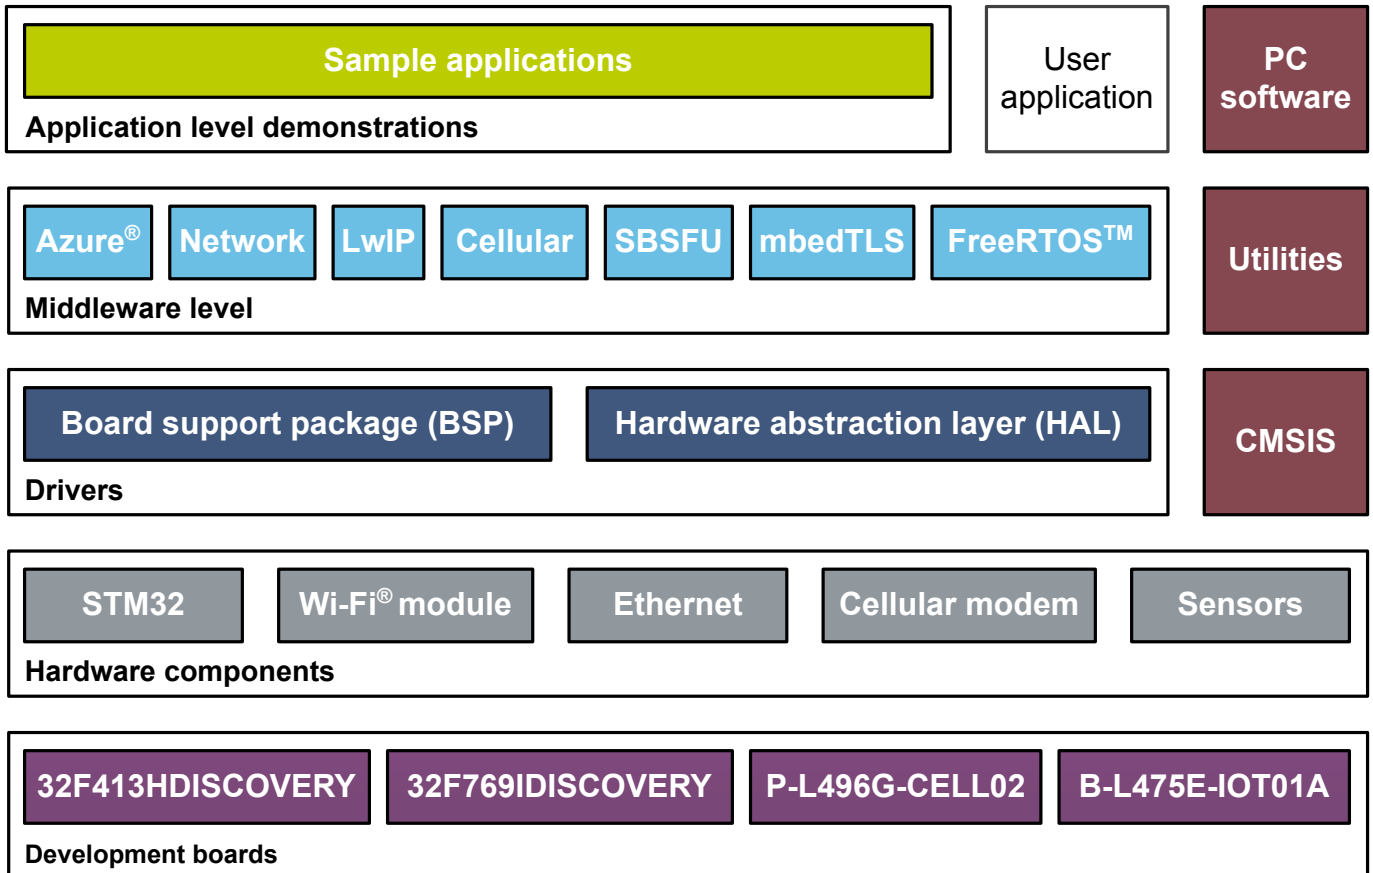 Sample applications
Application level demonstrations
User
application
PC
software
Azure®
Network
LwIP
Cellular
SBSFU
mbedTLS
FreeRTOS™
Middleware level
Utilities
Board support package (BSP)
Hardware abstraction layer (HAL)
Drivers
CMSIS
STM32
Wi-Fi® module
Ethernet
Cellular modem
Sensors
Hardware components
32F413HDISCOVERY
32F769IDISCOVERY
P-L496G-CELL02
B-L475E-IOT01A
Development boards